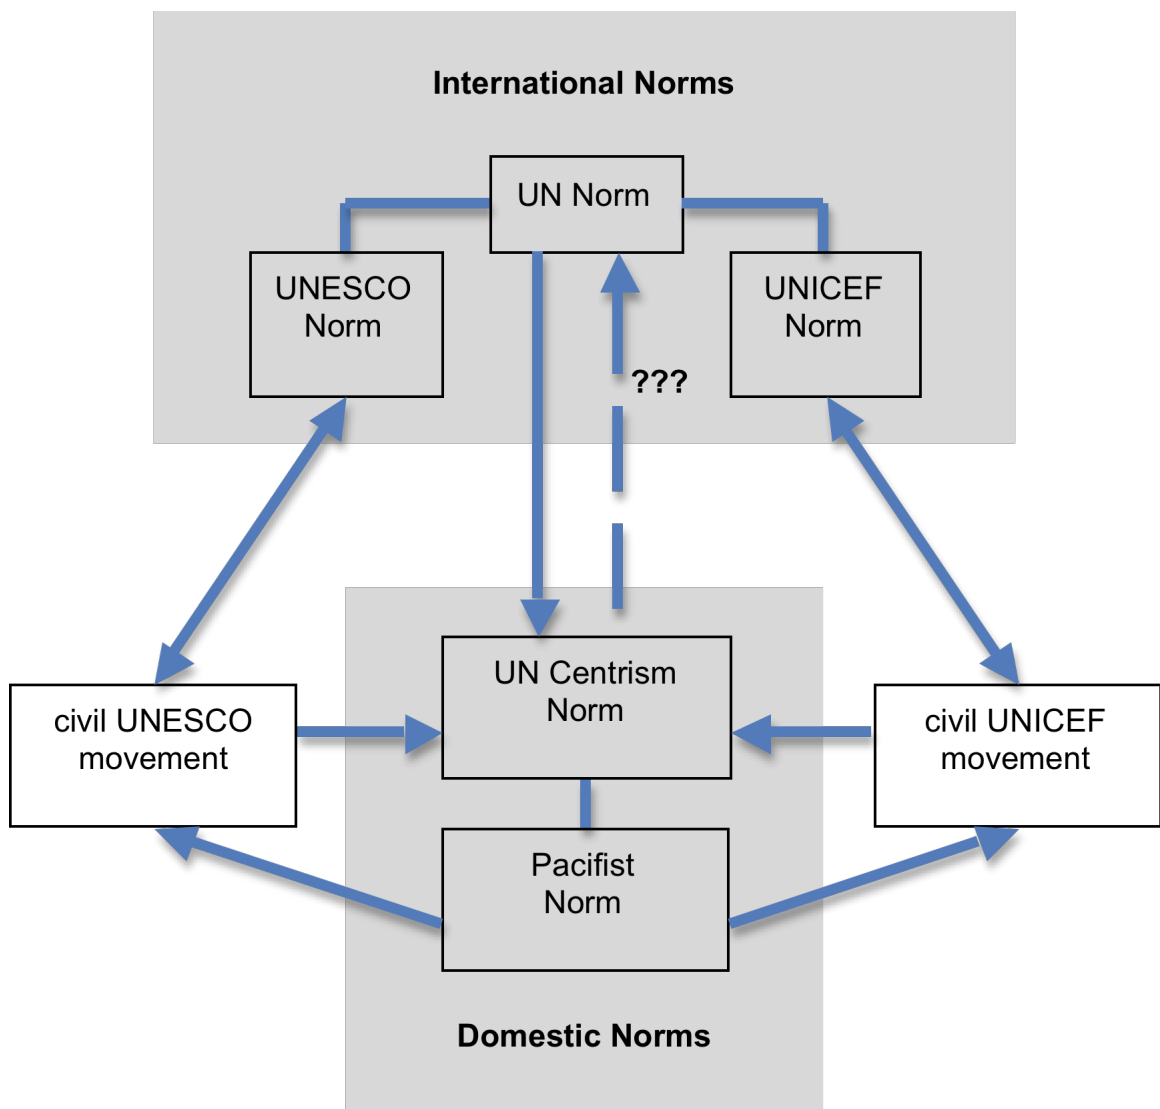 International Norms
UN Norm
UNESCO
Norm
UNICEF
Norm
???
UN Centrism
Norm
civil UNESCO
movement
civil UNICEF
movement
Pacifist
Norm
Domestic Norms